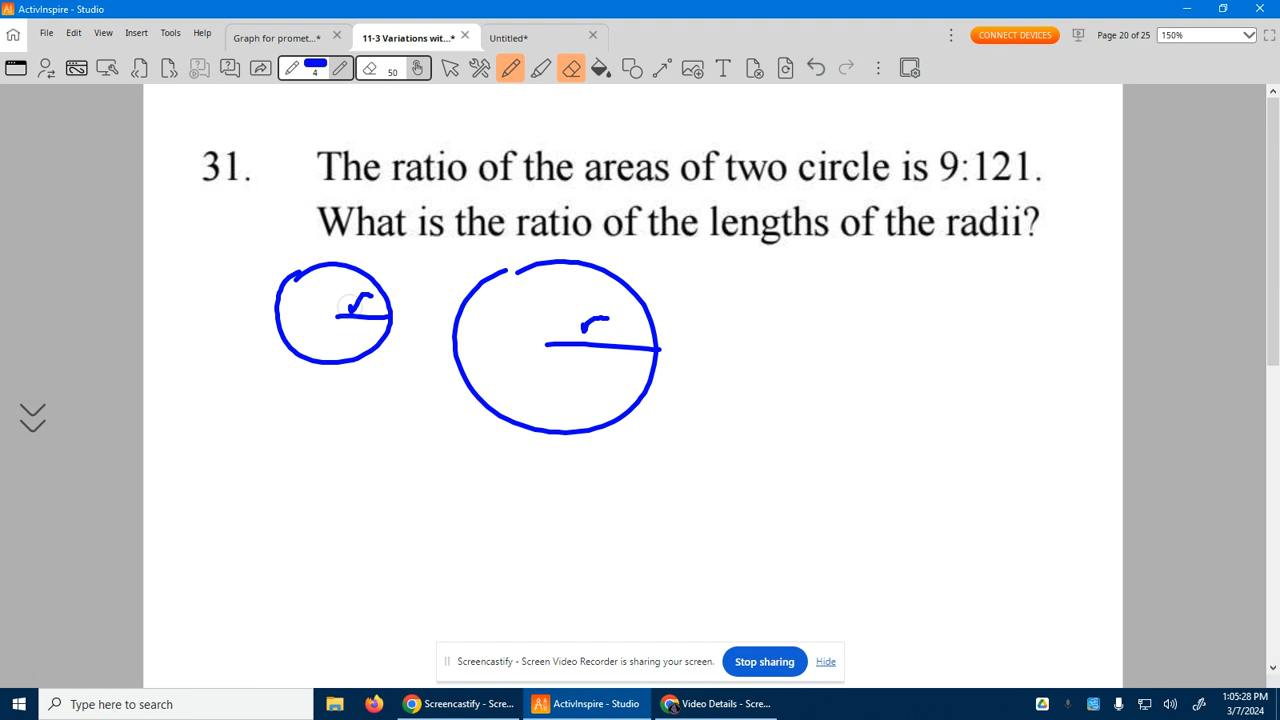 ActivInspire - Studio
File Edit View Insert Tools Help
Graph for promet...*
11-3 Variations wit...*
Untitled*
CONNECT DEVICES
Page 20 of 25
150%
4
50
31. The ratio of the areas of two circle is 9:121.
What is the ratio of the lengths of the radii?
r
r
Screencastify - Screen Video Recorder is sharing your screen.
Stop sharing
Hide
Type here to search
Screencastify - Scre...
ActivInspire - Studio
Video Details - Scre...
1:05:28 PM
3/7/2024